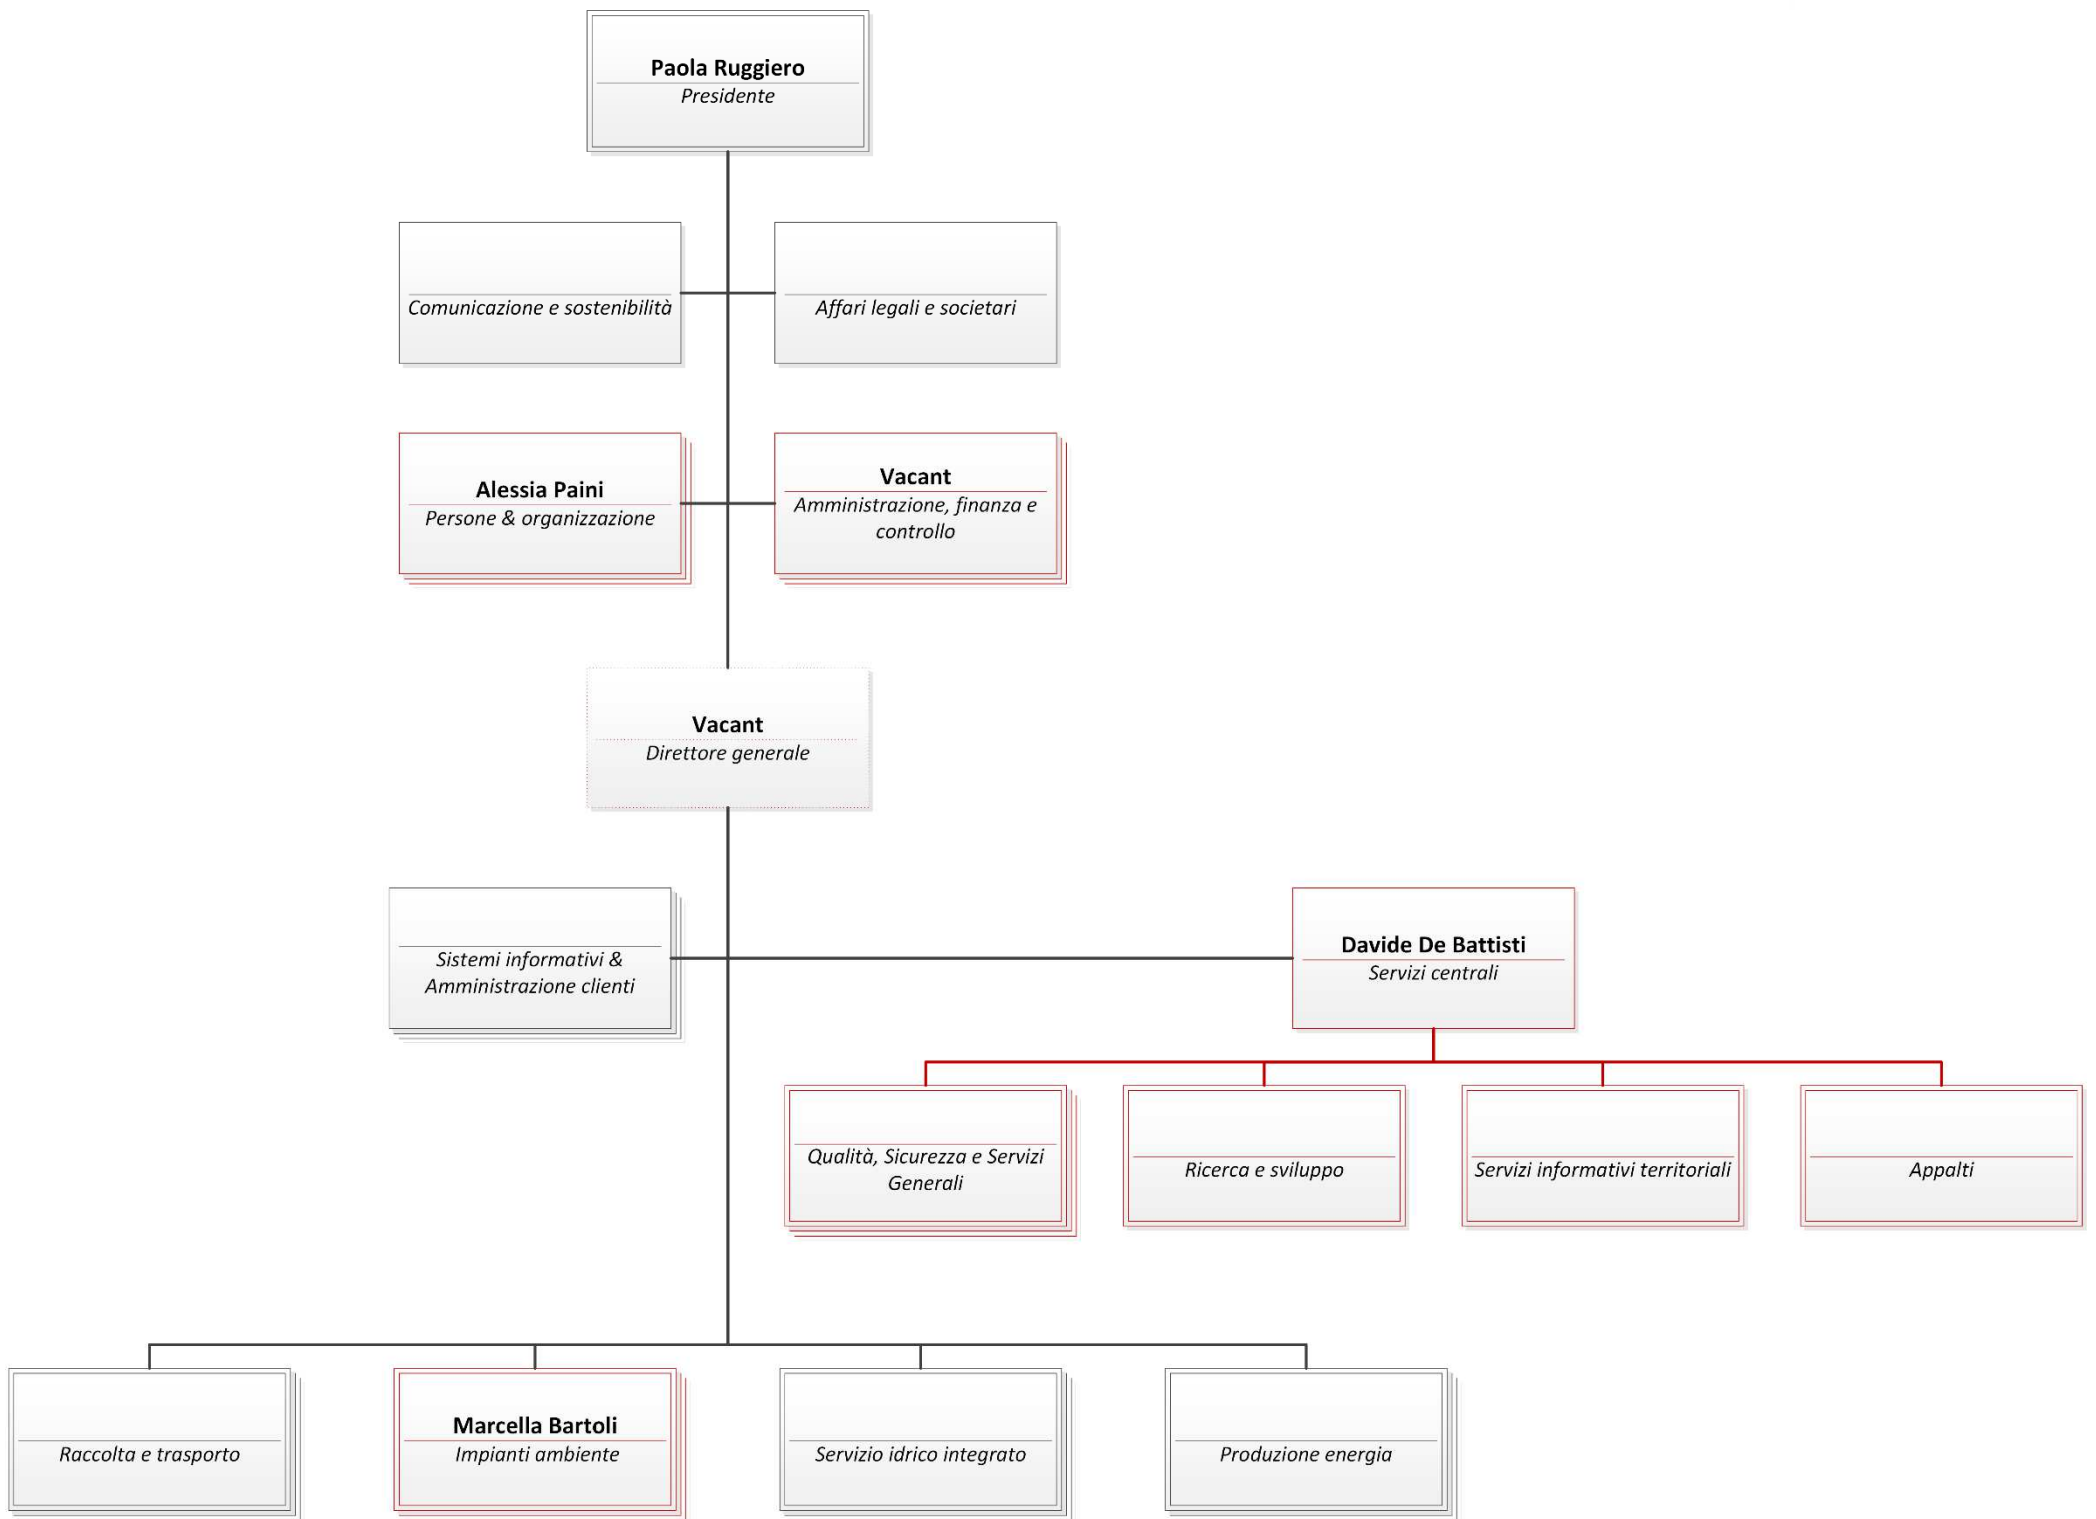 Paola Ruggiero
Presidente
Comunicazione e sostenibilità
Affari legali e societari
Alessia Paini
Persone & organizzazione
Vacant
Amministrazione, finanza e
controllo
Vacant
Direttore generale
Sistemi informativi &
Amministrazione clienti
Davide De Battisti
Servizi centrali
Qualità, Sicurezza e Servizi
Generali
Ricerca e sviluppo
Servizi informativi territoriali
Appalti
Raccolta e trasporto
Marcella Bartoli
Impianti ambiente
Servizio idrico integrato
Produzione energia